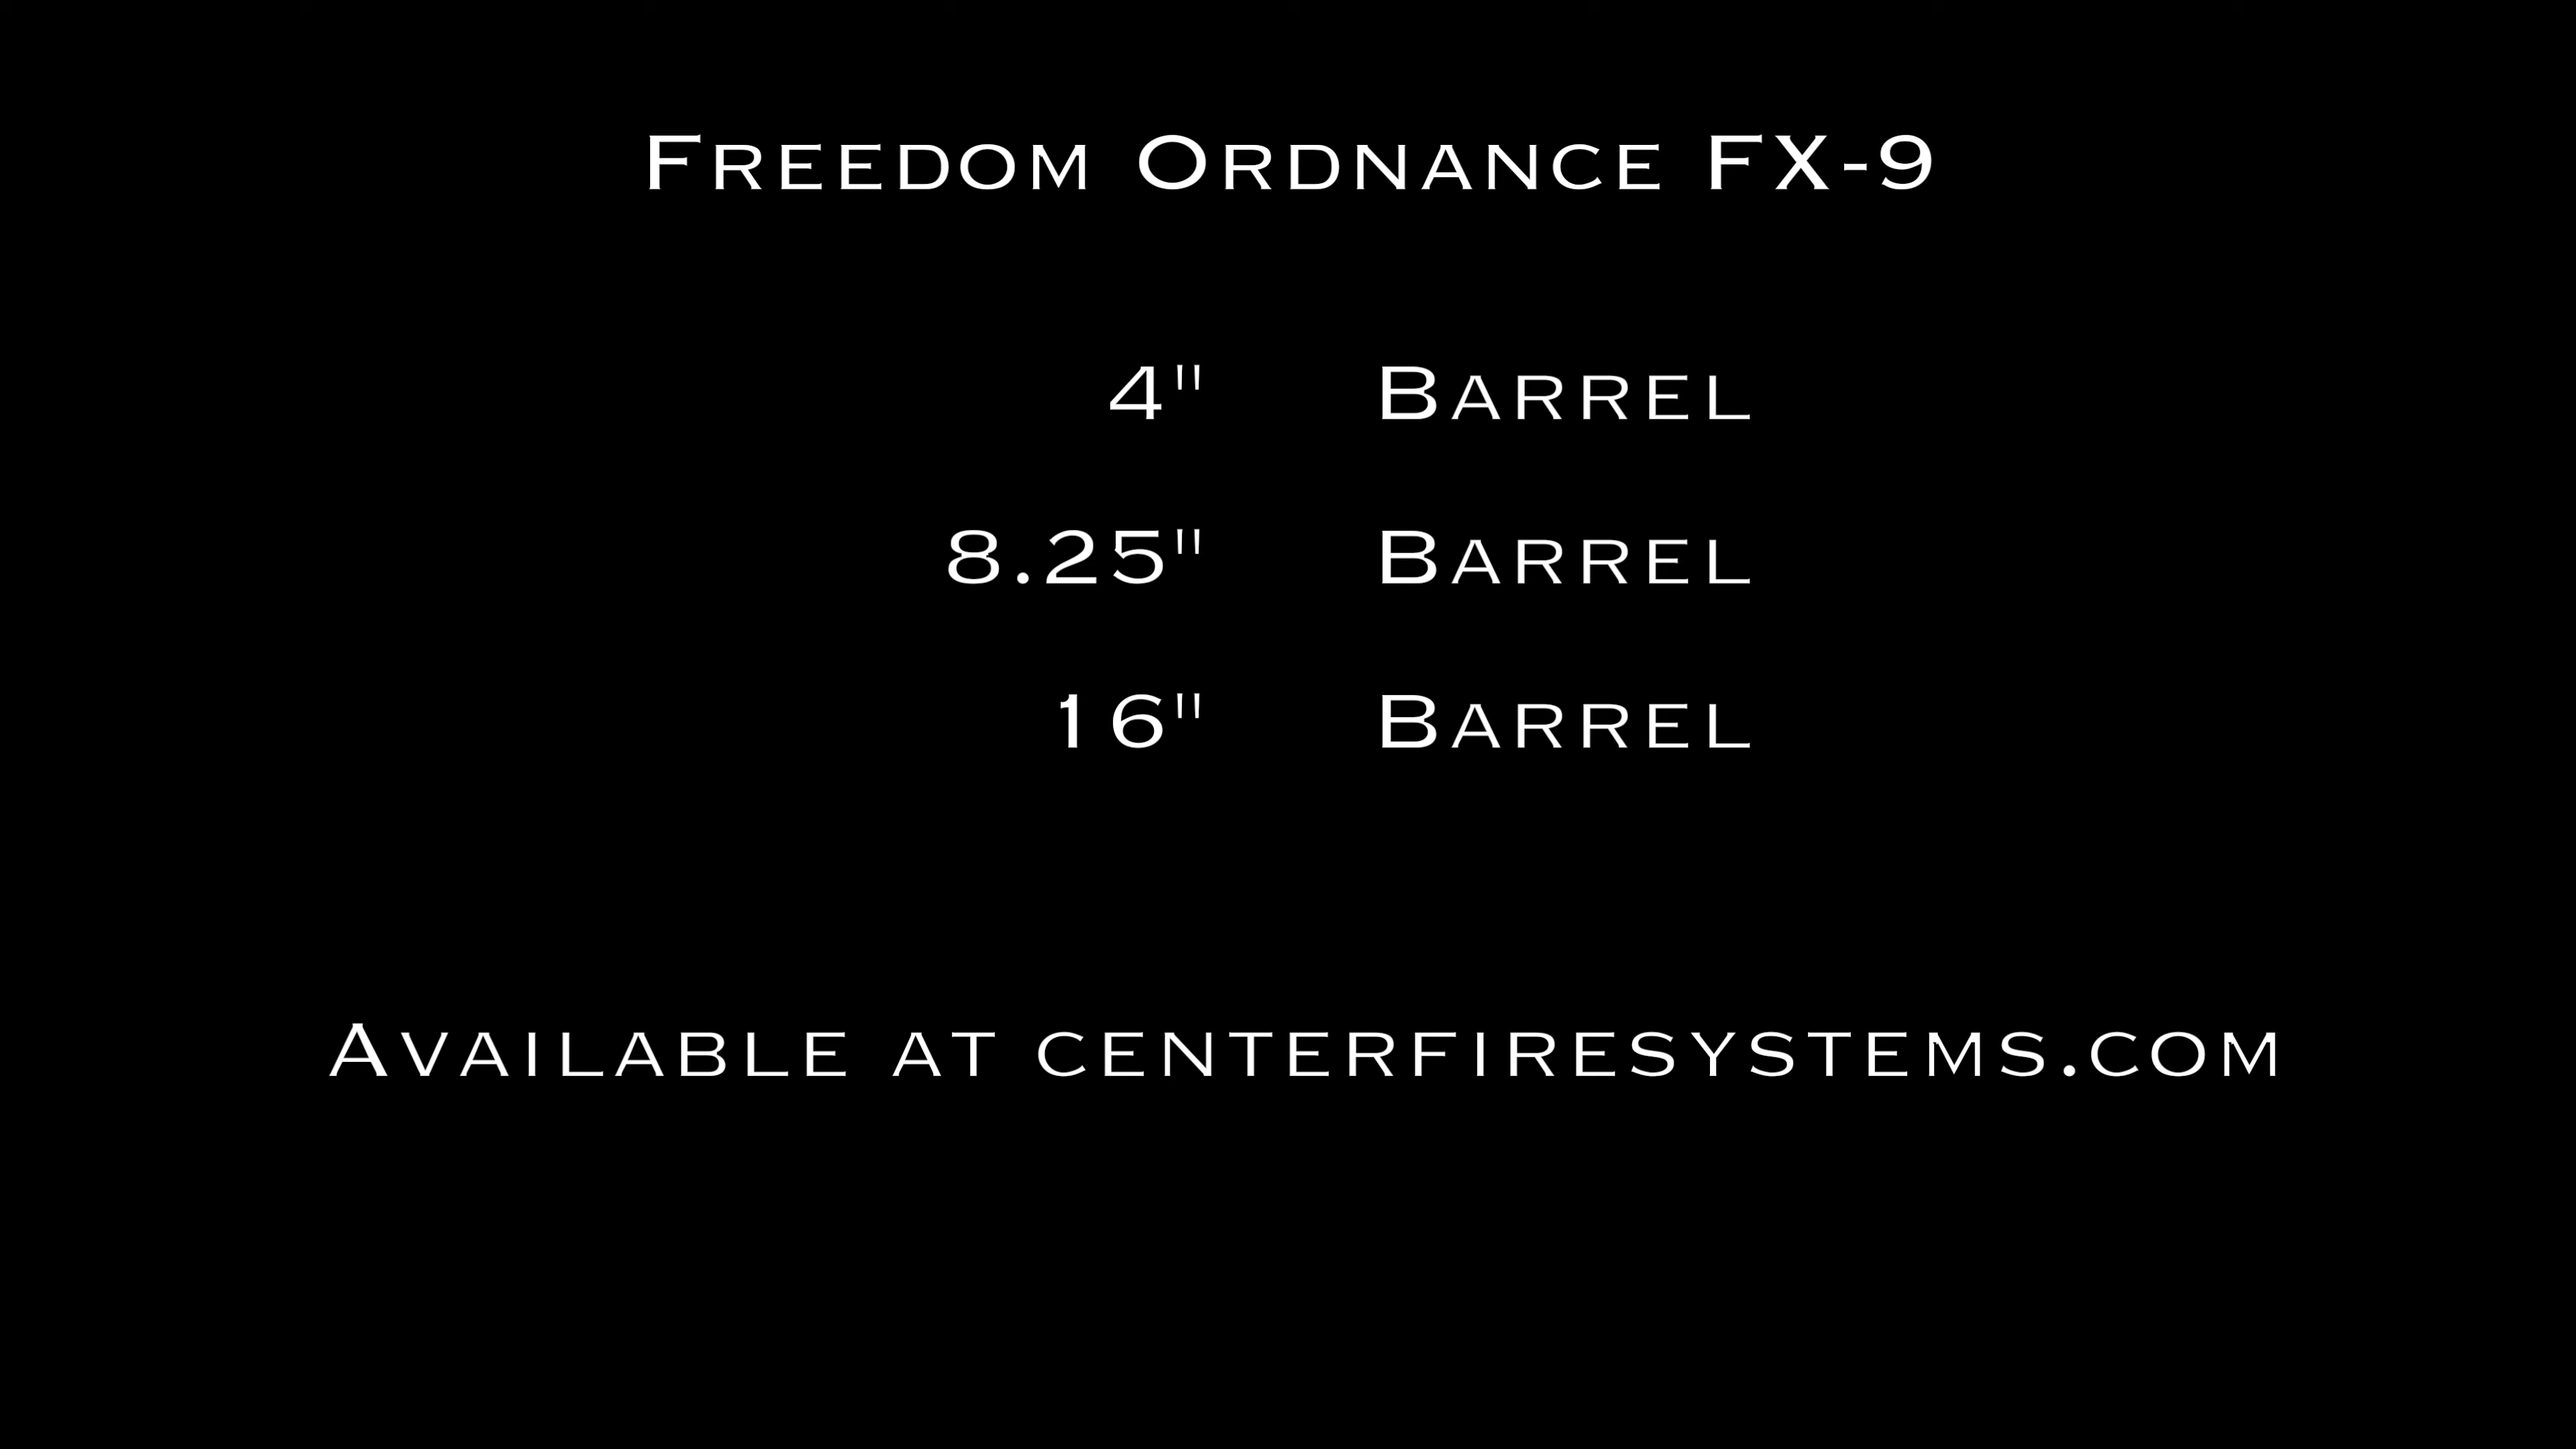 Freedom Ordnance FX-9
4" Barrel
8.25" Barrel
16" Barrel
Available at centerfiresystems.com